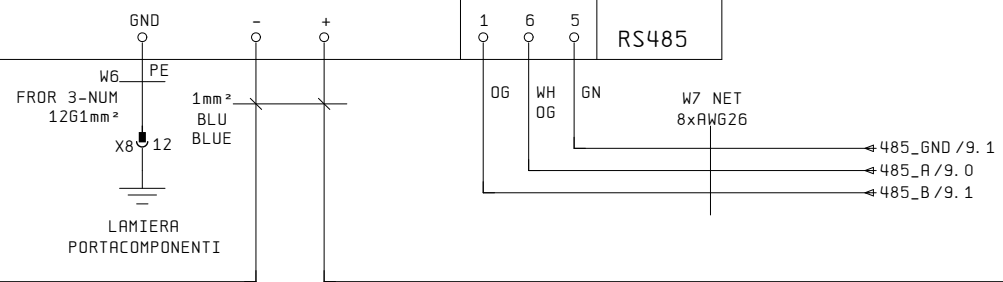 GND
-
+
1
6
5
RS485
W6
PE
FROR 3-NUM
12G1mm²
1mm²
BLU
BLUE
OG
WH
OG
GN
W7 NET
8xAWG26
X8
12
485_GND/9.1
485_A/9.0
485_B/9.1
LAMIERA
PORTACOMPONENTI